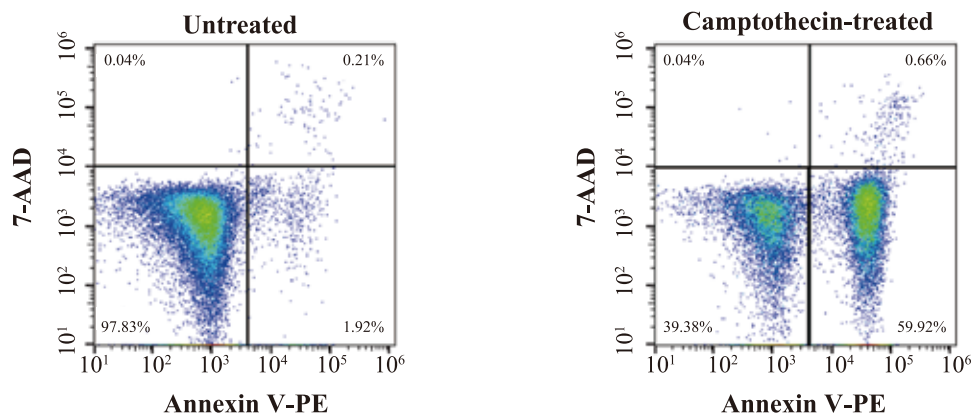 Untreated
10⁶
10⁵
10⁴
10³
10²
10¹
7-AAD
0.04%
0.21%
97.83%
1.92%
10¹ 10² 10³ 10⁴ 10⁵ 10⁶
Annexin V-PE
Camptothecin-treated
10⁶
10⁵
10⁴
10³
10²
10¹
7-AAD
0.04%
0.66%
39.38%
59.92%
10¹ 10² 10³ 10⁴ 10⁵ 10⁶
Annexin V-PE